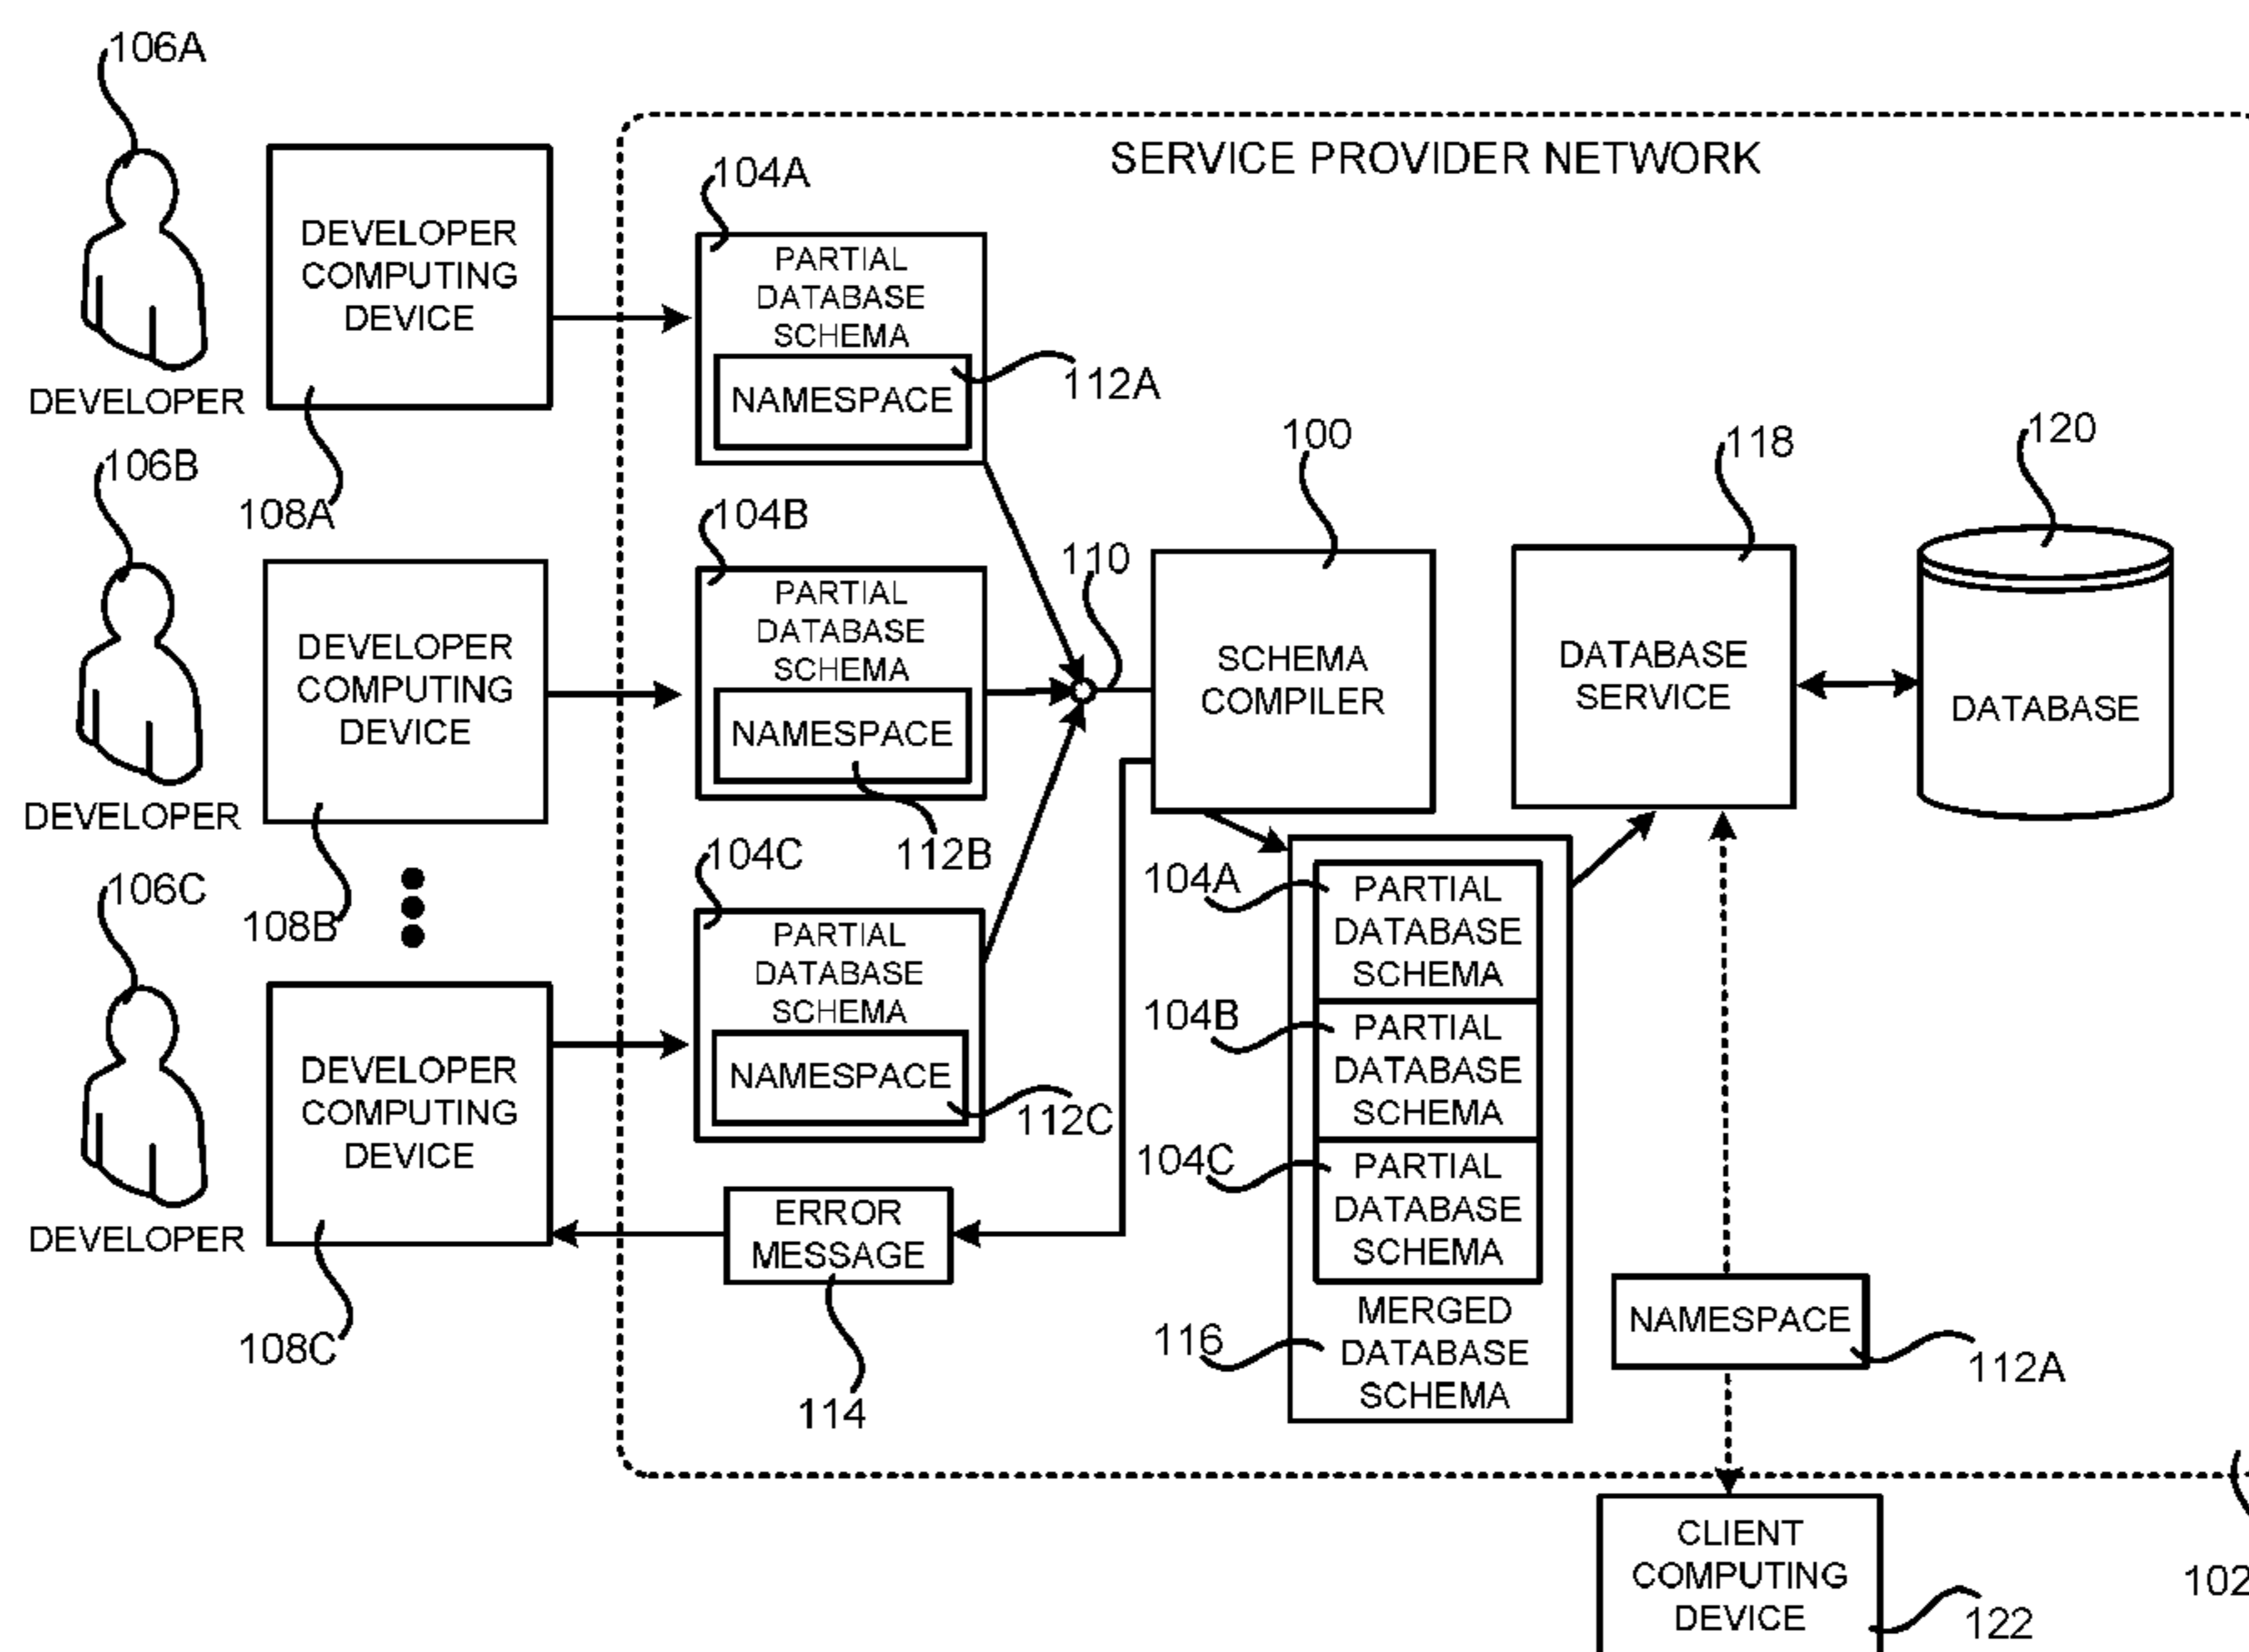 106A
DEVELOPER
COMPUTING
DEVICE
DEVELOPER
108A
SERVICE PROVIDER NETWORK
104A
PARTIAL
DATABASE
SCHEMA
NAMESPACE
112A
106B
DEVELOPER
COMPUTING
DEVICE
DEVELOPER
108B
104B
PARTIAL
DATABASE
SCHEMA
NAMESPACE
112B
110
100
SCHEMA
COMPILER
118
DATABASE
SERVICE
120
DATABASE
106C
DEVELOPER
COMPUTING
DEVICE
DEVELOPER
108C
104C
PARTIAL
DATABASE
SCHEMA
NAMESPACE
112C
ERROR
MESSAGE
114
104A
PARTIAL
DATABASE
SCHEMA
104B
PARTIAL
DATABASE
SCHEMA
104C
PARTIAL
DATABASE
SCHEMA
116
MERGED
DATABASE
SCHEMA
NAMESPACE
112A
CLIENT
COMPUTING
DEVICE
122
102